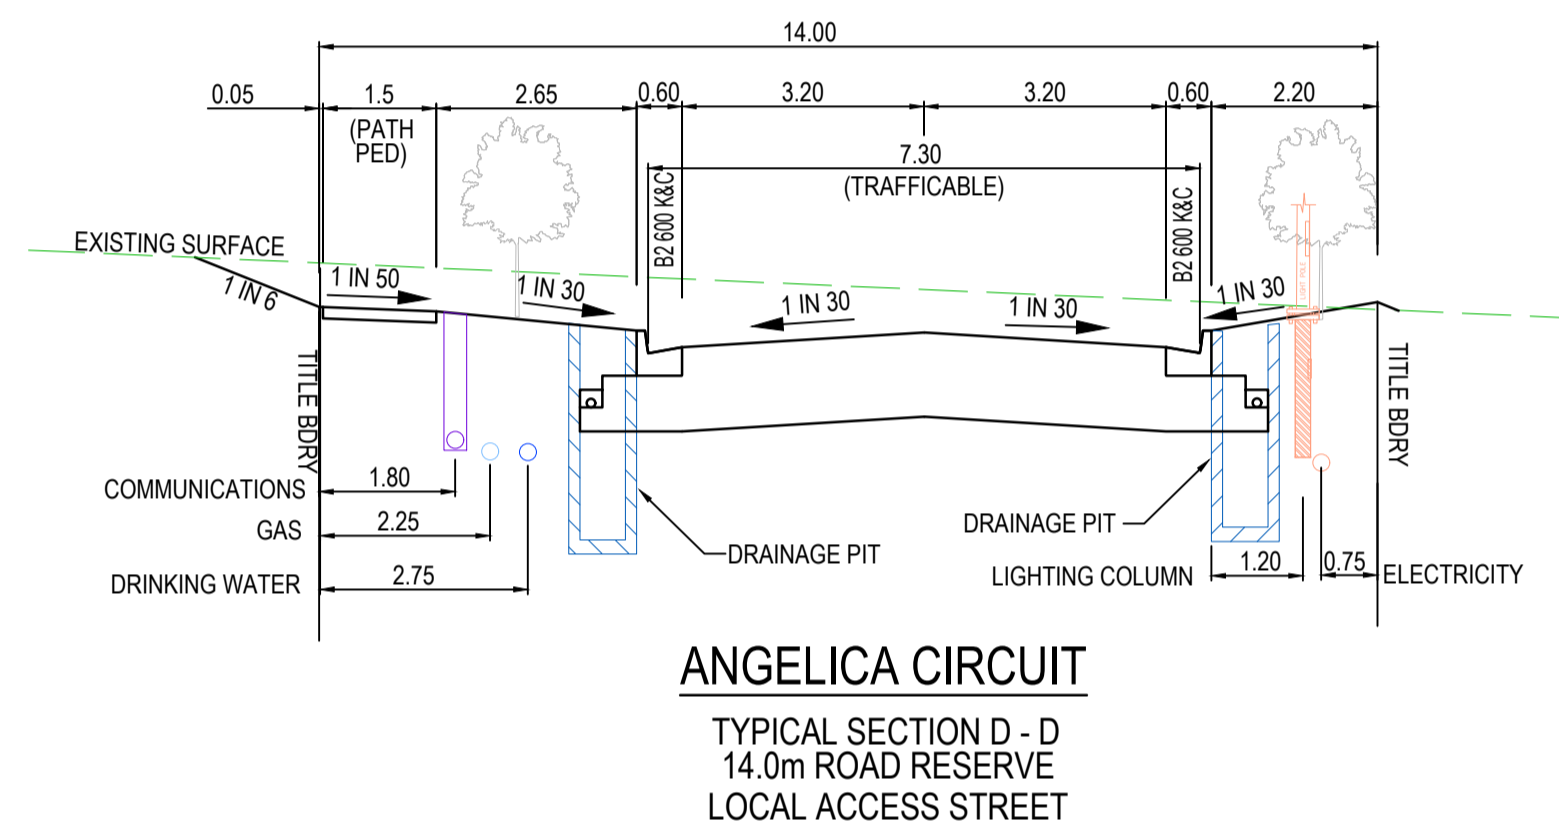 14.00
0.05
1.5
2.65
0.60
3.20
3.20
0.60
2.20
(PATH
PED)
7.30
(TRAFFICABLE)
B2 600 K&C
B2 600 K&C
EXISTING SURFACE
1 IN 6
1 IN 50
1 IN 30
1 IN 30
1 IN 30
1 IN 30
LIGHT POLE
TITLE BDRY
TITLE BDRY
COMMUNICATIONS
1.80
GAS
2.25
DRINKING WATER
2.75
DRAINAGE PIT
DRAINAGE PIT
LIGHTING COLUMN
1.20
0.75
ELECTRICITY
ANGELICA CIRCUIT
TYPICAL SECTION D - D
14.0m ROAD RESERVE
LOCAL ACCESS STREET